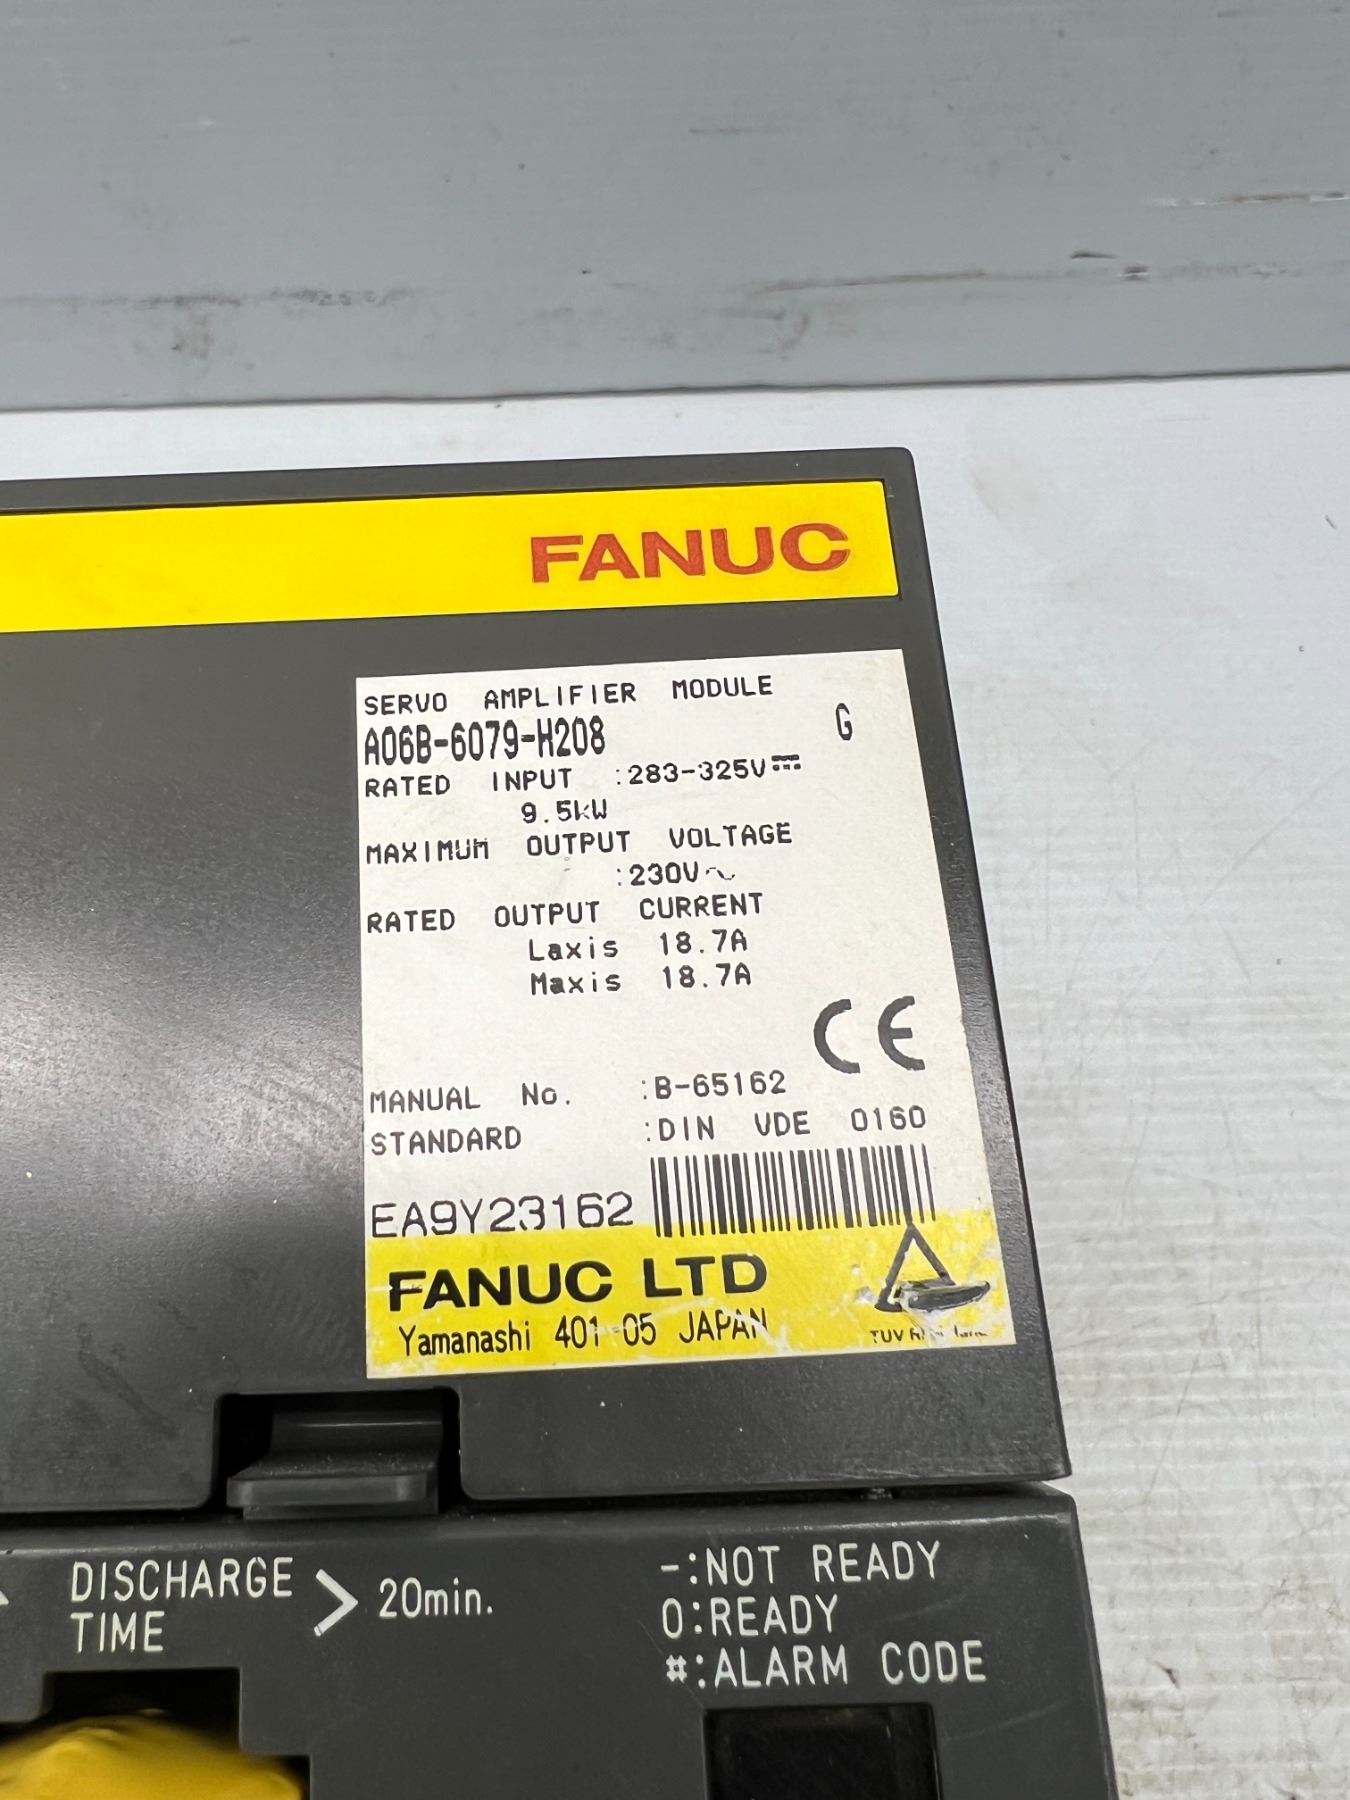 FANUC
SERVO AMPLIFIER MODULE
A06B-6079-H208 G
RATED INPUT :283-325V⎓
9.5kW
MAXIMUM OUTPUT VOLTAGE
:230V~
RATED OUTPUT CURRENT
Laxis 18.7A
Maxis 18.7A
CE
MANUAL No. :B-65162
STANDARD :DIN VDE 0160
EA9Y23162
FANUC LTD
Yamanashi 401-05 JAPAN
TUV
DISCHARGE
TIME > 20min.
-:NOT READY
0:READY
#:ALARM CODE